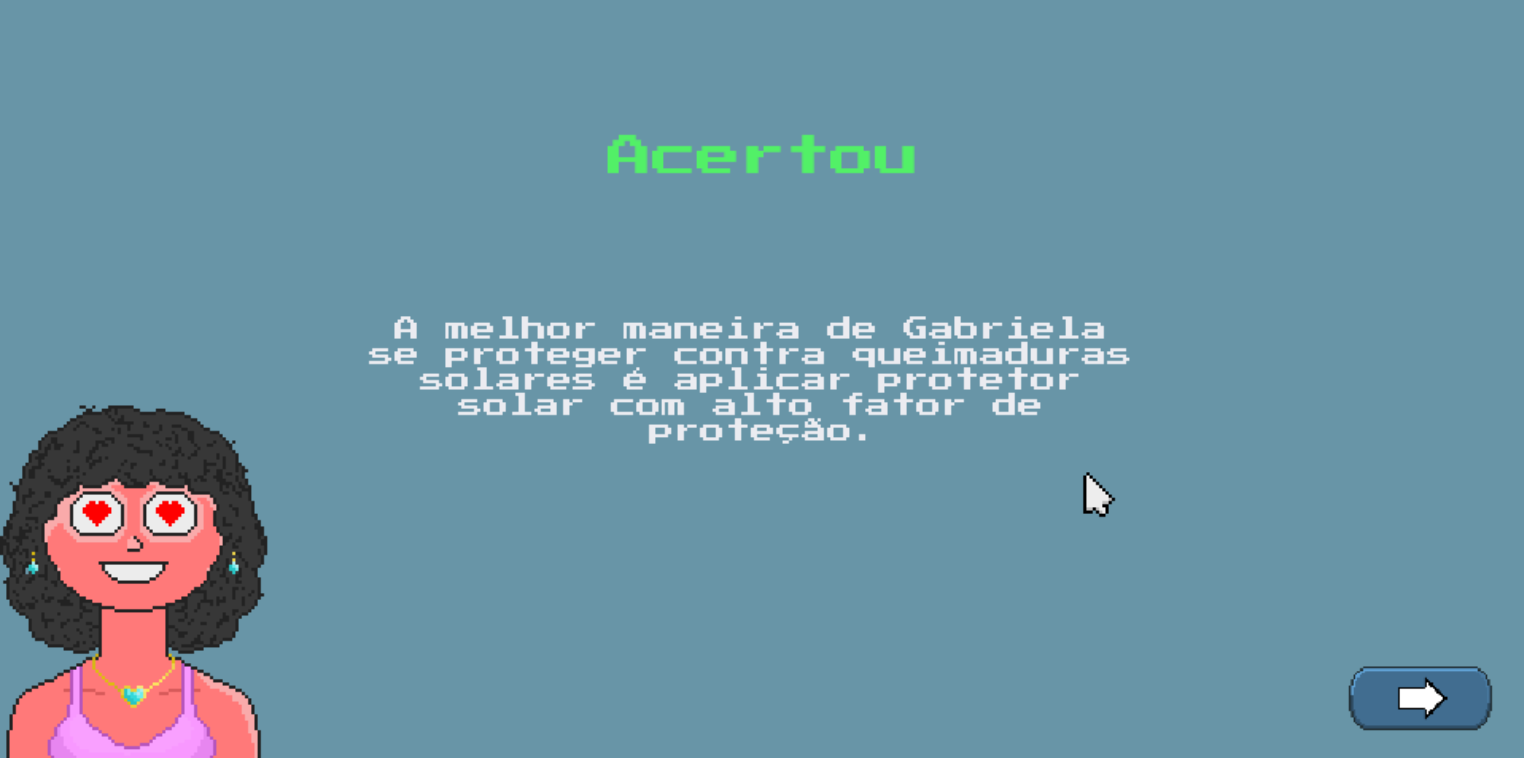 Acertou
A melhor maneira de Gabriela
se proteger contra queimaduras
solares é aplicar protetor
solar com alto fator de
proteção.